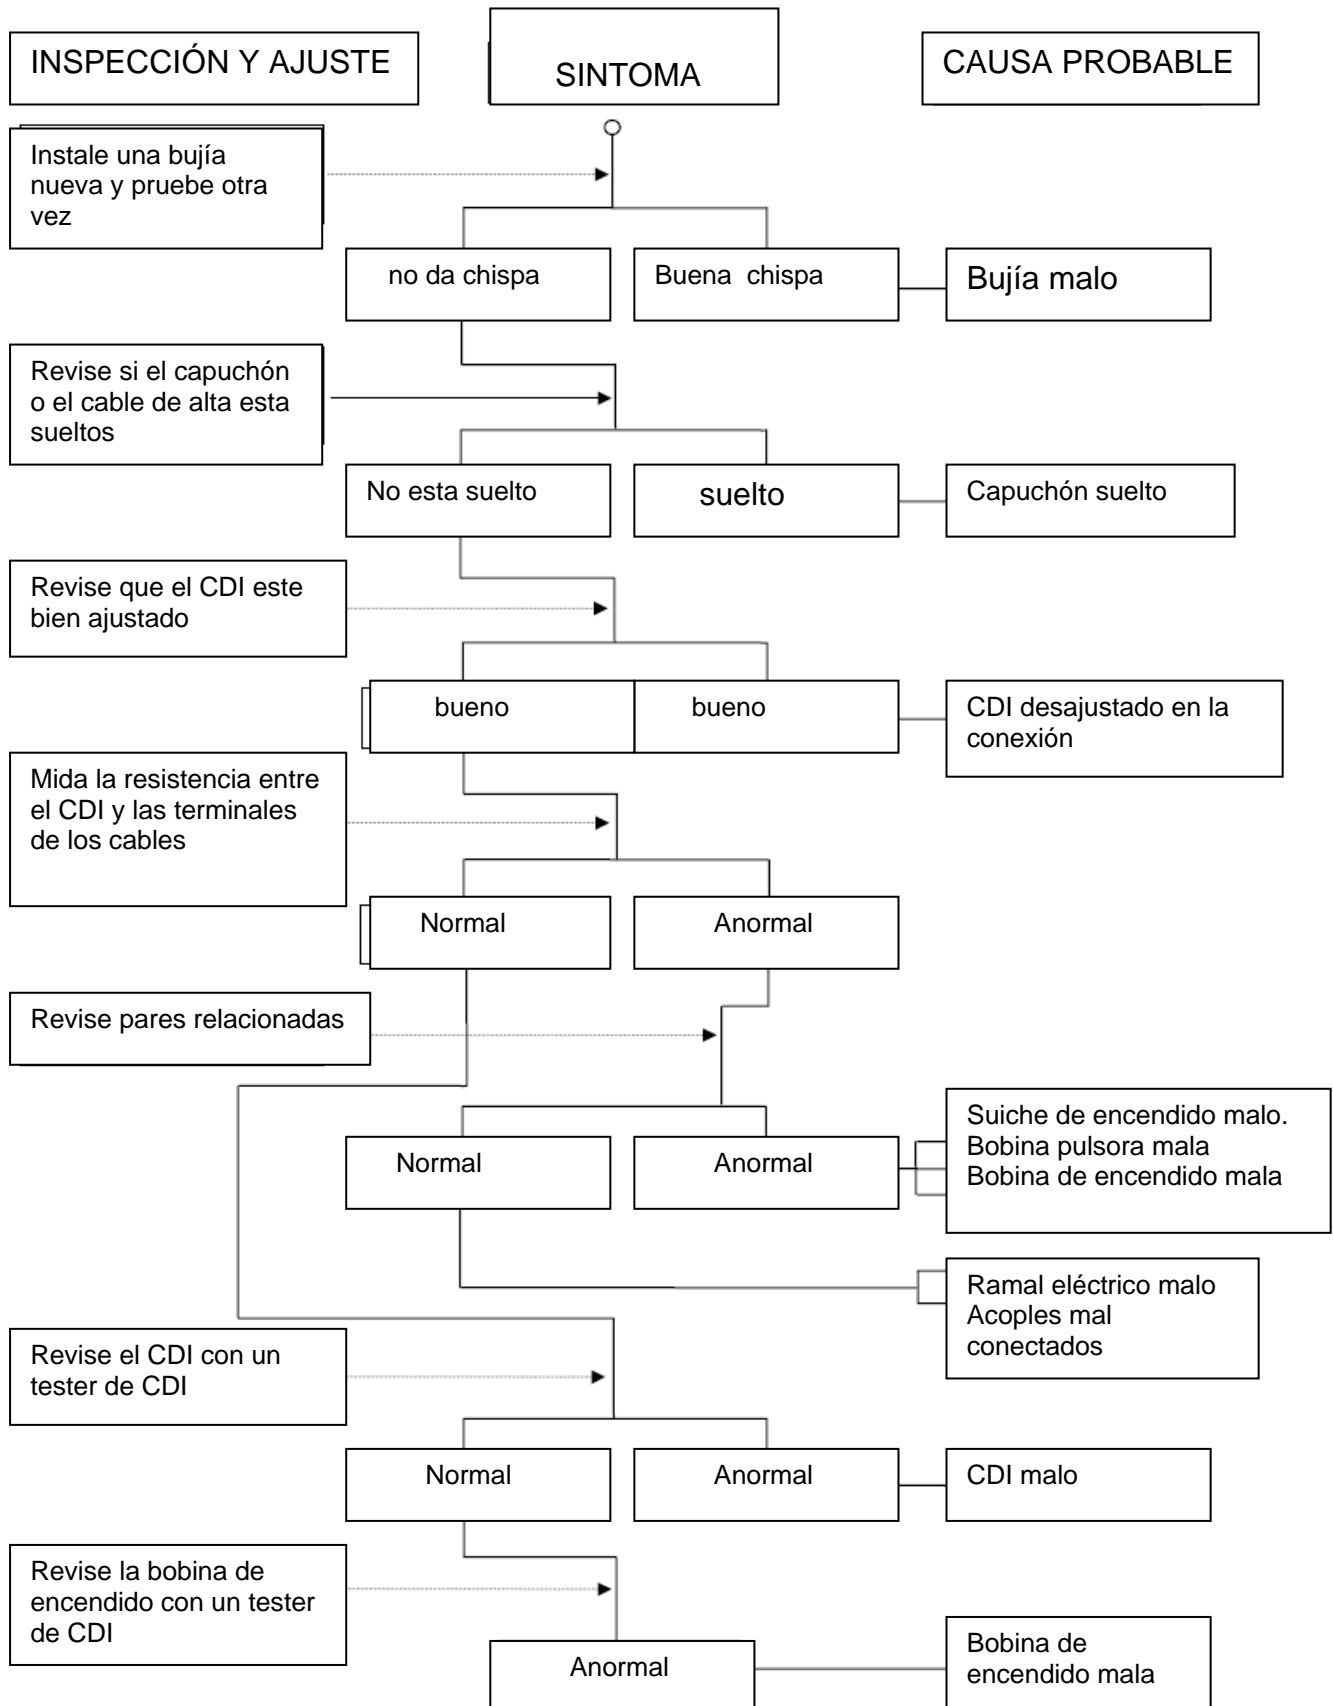 INSPECCIÓN Y AJUSTE
SINTOMA
CAUSA PROBABLE
Instale una bujía
nueva y pruebe otra
vez
no da chispa
Buena chispa
Bujía malo
Revise si el capuchón
o el cable de alta esta
sueltos
No esta suelto
suelto
Capuchón suelto
Revise que el CDI este
bien ajustado
bueno
bueno
CDI desajustado en la
conexión
Mida la resistencia entre
el CDI y las terminales
de los cables
Normal
Anormal
Revise pares relacionadas
Normal
Anormal
Suiche de encendido malo.
Bobina pulsora mala
Bobina de encendido mala
Ramal eléctrico malo
Acoples mal
conectados
Revise el CDI con un
tester de CDI
Normal
Anormal
CDI malo
Revise la bobina de
encendido con un tester
de CDI
Anormal
Bobina de
encendido mala